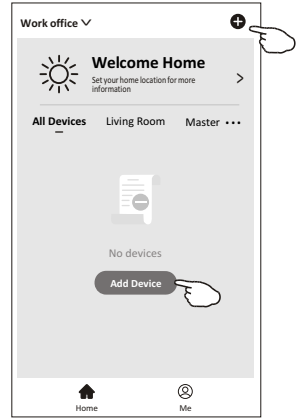 Work office
Welcome Home
Set your home location for more
information
All Devices Living Room Master
No devices
Add Device
Home Me